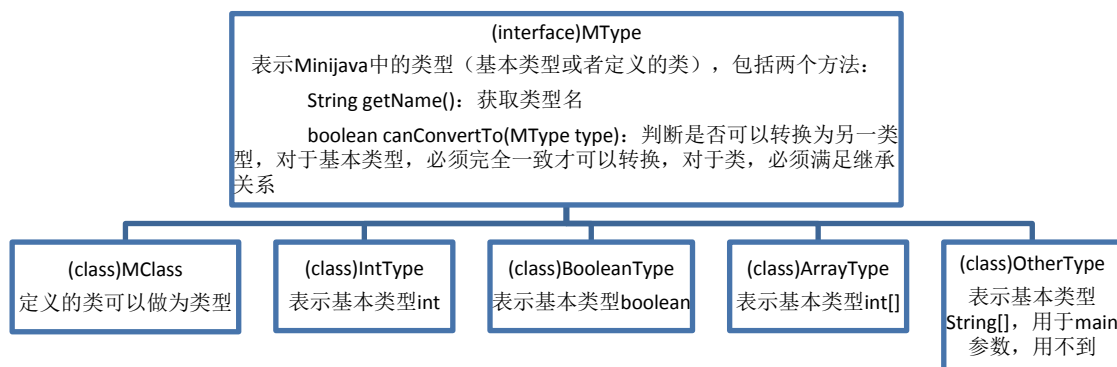 (interface)MType
表示Minijava中的类型（基本类型或者定义的类），包括两个方法：
String getName()：获取类型名
boolean canConvertTo(MType type)：判断是否可以转换为另一类
型，对于基本类型，必须完全一致才可以转换，对于类，必须满足继承
关系
(class)MClass
定义的类可以做为类型
(class)IntType
表示基本类型int
(class)BooleanType
表示基本类型boolean
(class)ArrayType
表示基本类型int[]
(class)OtherType
表示基本类型
String[]，用于main
参数，用不到